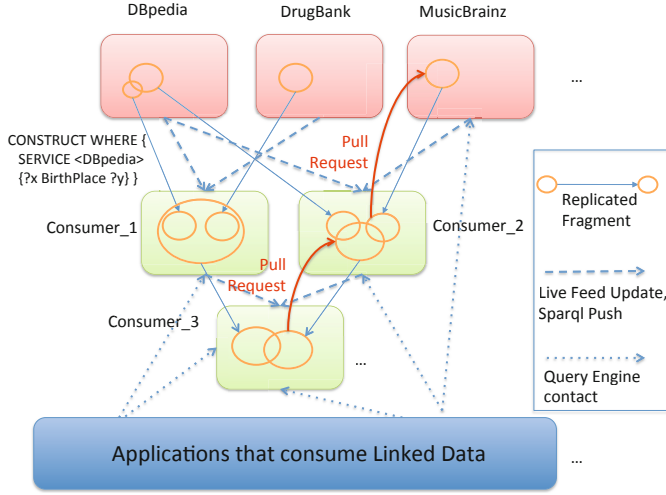 DBpedia
DrugBank
MusicBrainz
...
CONSTRUCT WHERE {
SERVICE <DBpedia>
{?x BirthPlace ?y} }
Pull
Request
Replicated
Fragment
Consumer_1
Consumer_2
Pull
Request
Live Feed Update,
Sparql Push
Consumer_3
...
Query Engine
contact
Applications that consume Linked Data
...